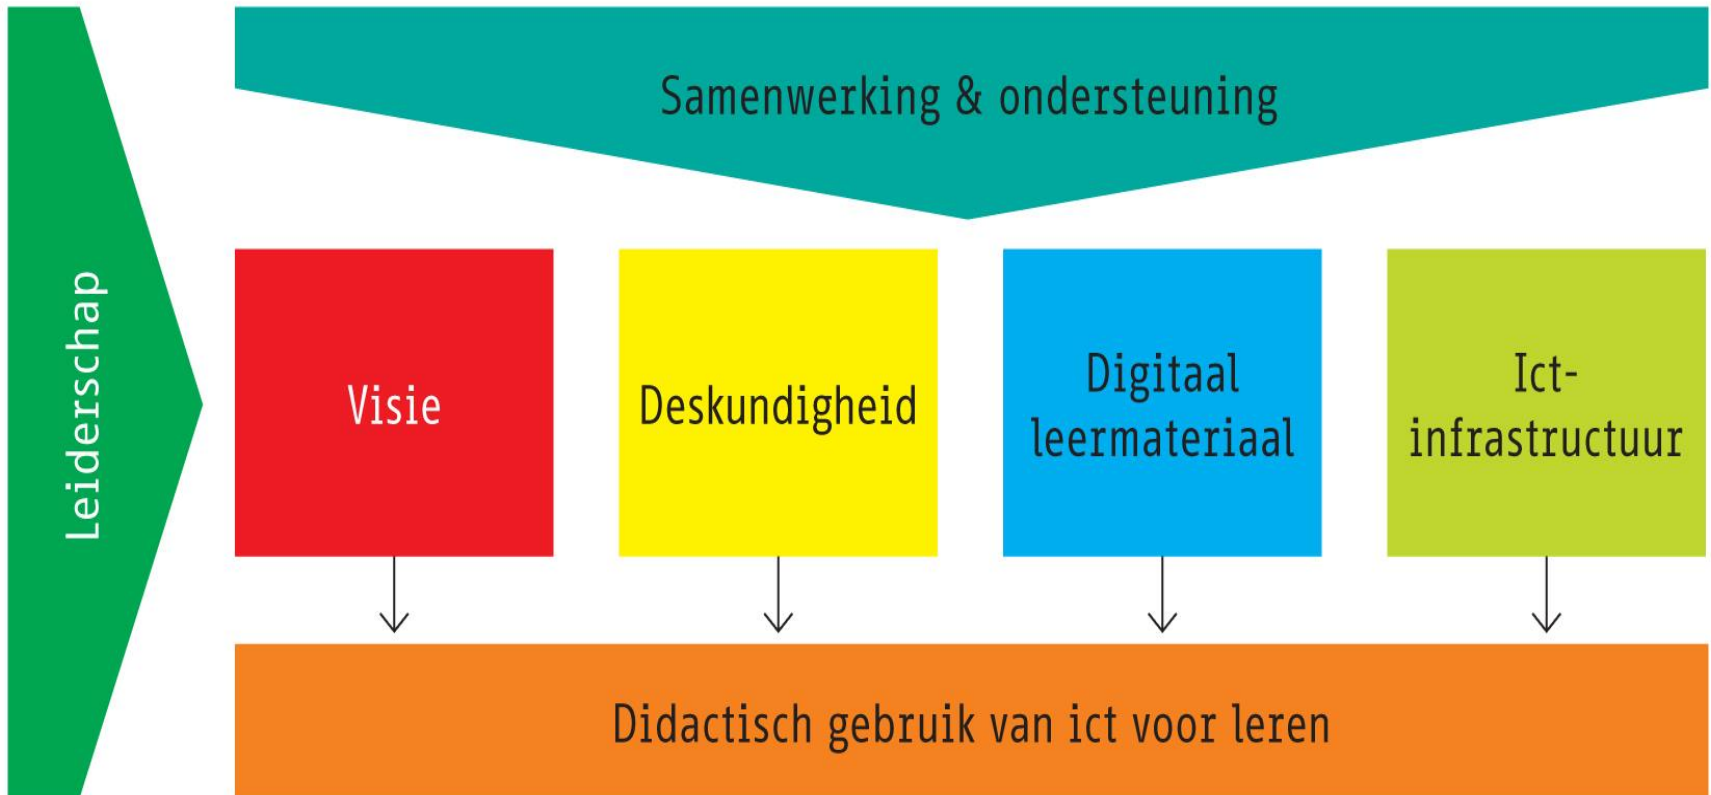 Samenwerking & ondersteuning
Leiderschap
Visie
Deskundigheid
Digitaal
leermateriaal
Ict-
infrastructuur
Didactisch gebruik van ict voor leren